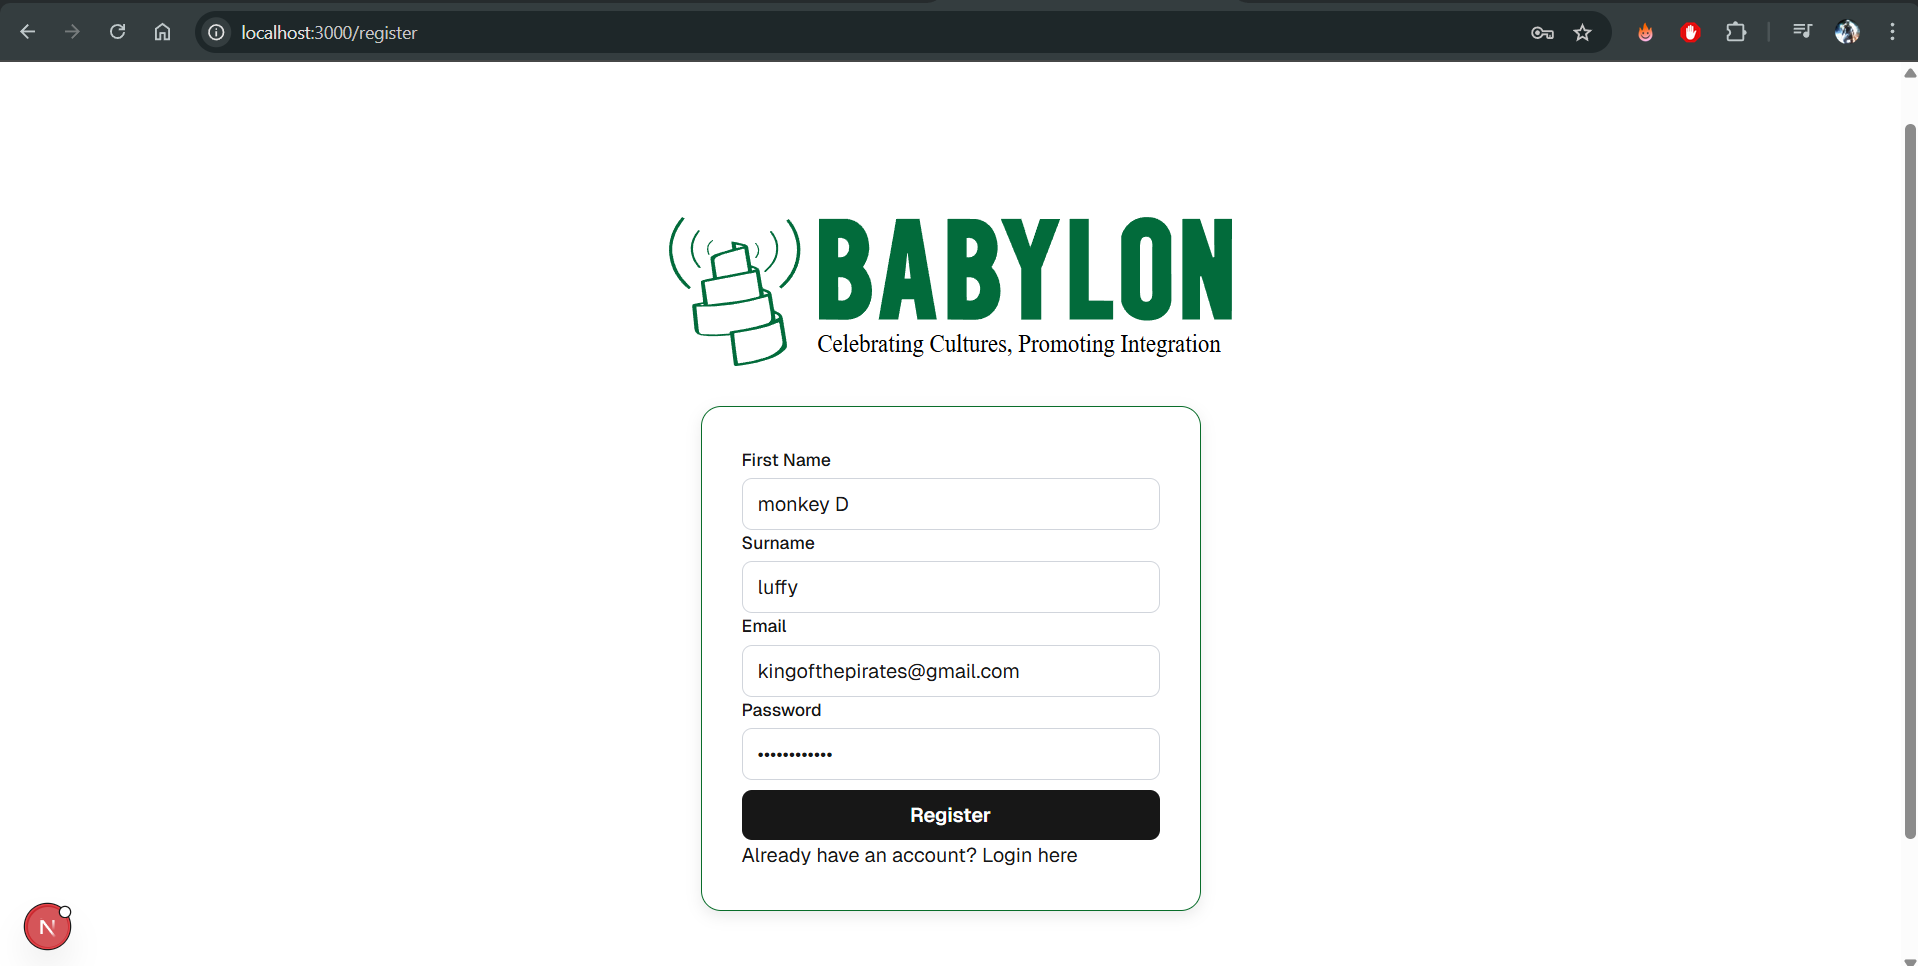 localhost:3000/register
BABYLON
Celebrating Cultures, Promoting Integration
First Name
monkey D
Surname
luffy
Email
kingofthepirates@gmail.com
Password
••••••••••••
Register
Already have an account? Login here
N